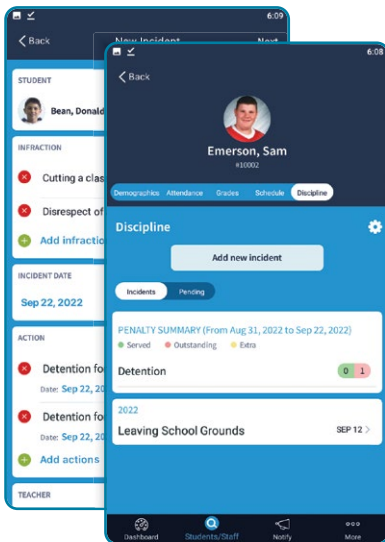 6:09
Back New Incident Next
STUDENT
Bean, Donald
INFRACTION
Cutting a clas
Disrespect of
Add infractio
INCIDENT DATE
Sep 22, 2022
ACTION
Detention fo
Date: Sep 22, 20
Detention fo
Date: Sep 22, 20
Add actions
TEACHER
6:08
Back
Emerson, Sam
#10002
Demographics Attendance Grades Schedule Discipline
Discipline
Add new incident
Incidents Pending
PENALTY SUMMARY (From Aug 31, 2022 to Sep 22, 2022)
Served Outstanding Extra
Detention 0 1
2022
Leaving School Grounds SEP 12
Dashboard Students/Staff Notify More